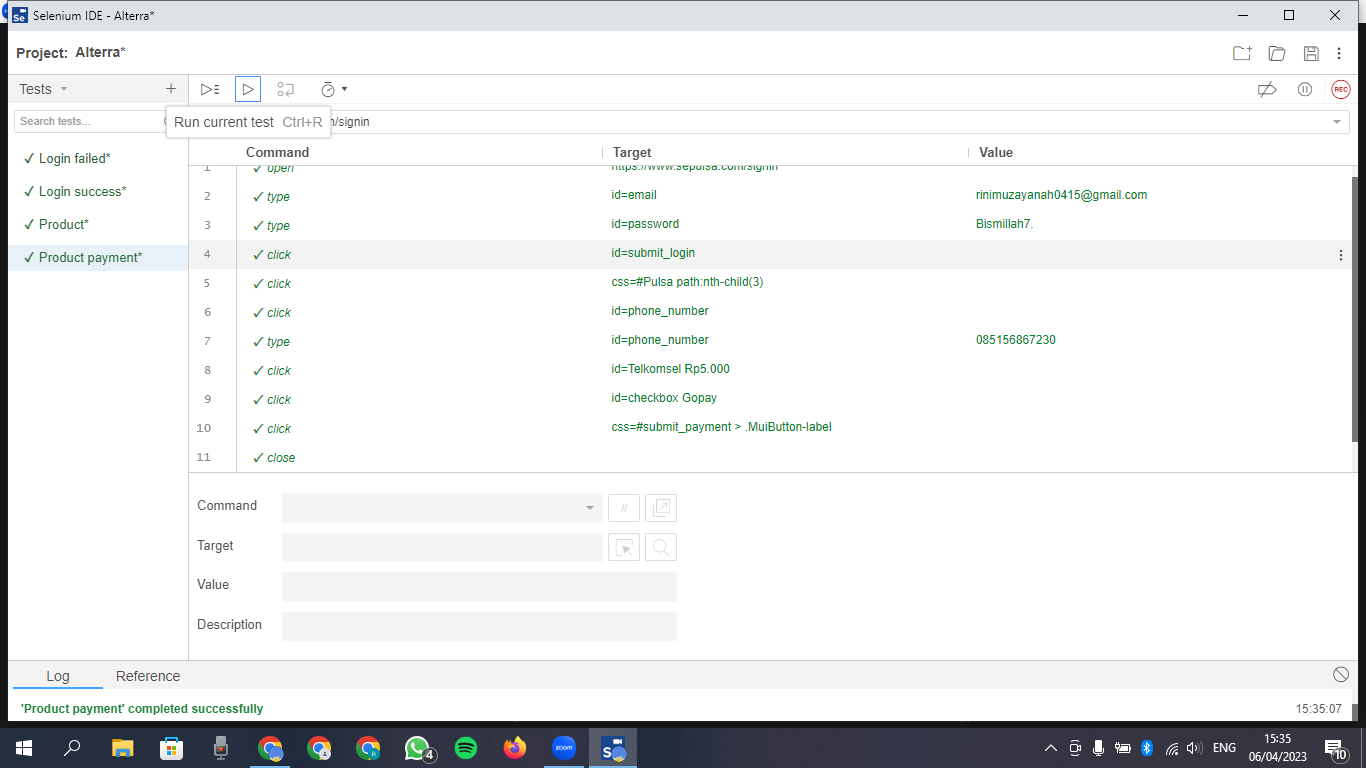 Selenium IDE - Alterra*
Project: Alterra*
Tests
Search tests...
Run current test Ctrl+R
/signin
REC
Login failed*
Login success*
Product*
Product payment*
Command Target Value
1 open https://www.sepulsa.com/signin
2 type id=email rinimuzayanah0415@gmail.com
3 type id=password Bismillah7.
4 click id=submit_login
5 click css=#Pulsa path:nth-child(3)
6 click id=phone_number
7 type id=phone_number 085156867230
8 click id=Telkomsel Rp5.000
9 click id=checkbox Gopay
10 click css=#submit_payment > .MuiButton-label
11 close
Command
//
Target
Value
Description
Log Reference
'Product payment' completed successfully 15:35:07
4
zoom
Se
ENG
15:35
06/04/2023
10